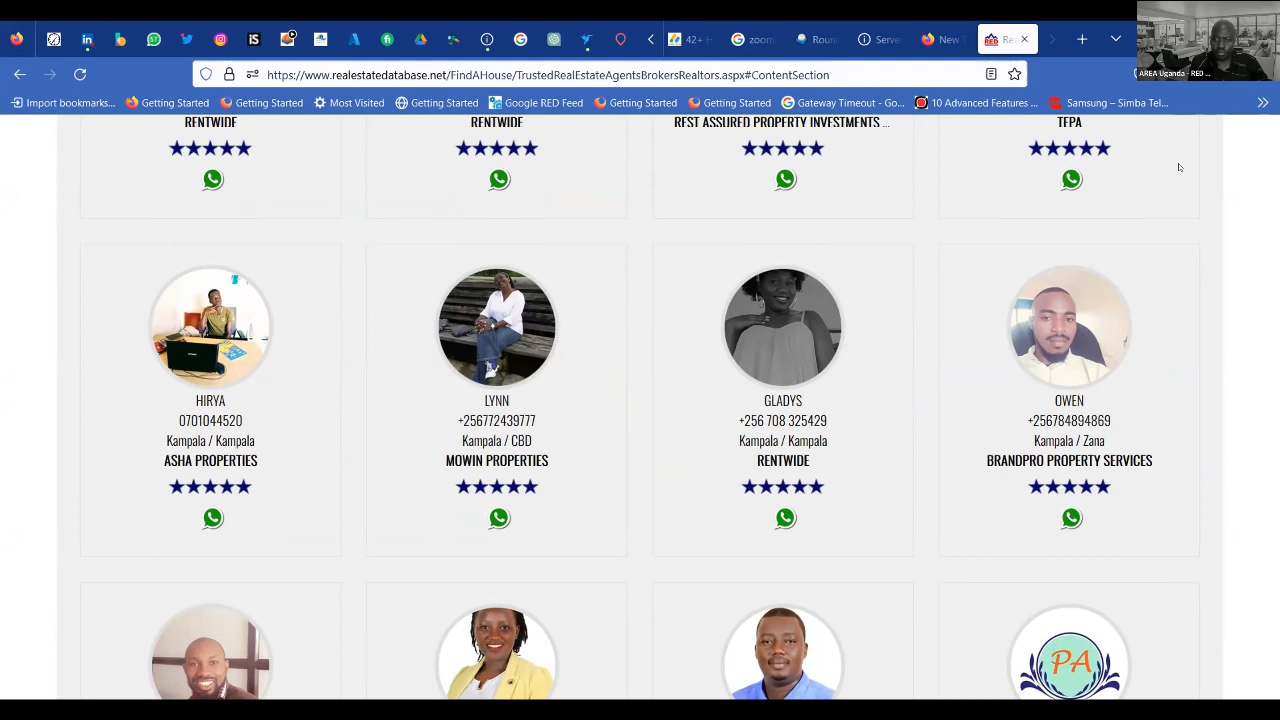 42+
zoom
Roun
Serve
New T
RED
Re
AREA Uganda - RED ...
https://www.realestatedatabase.net/FindAHouse/TrustedRealEstateAgentsBrokersRealtors.aspx#ContentSection
Import bookmarks... Getting Started Getting Started Most Visited Getting Started Google RED Feed Getting Started Getting Started Gateway Timeout - Go... 10 Advanced Features ... Samsung – Simba Tel...
RENTWIDE
RENTWIDE
REST ASSURED PROPERTY INVESTMENTS ...
TEPA
HIRYA
0701044520
Kampala / Kampala
ASHA PROPERTIES
LYNN
+256772439777
Kampala / CBD
MOWIN PROPERTIES
GLADYS
+256 708 325429
Kampala / Kampala
RENTWIDE
OWEN
+256784894869
Kampala / Zana
BRANDPRO PROPERTY SERVICES
PA